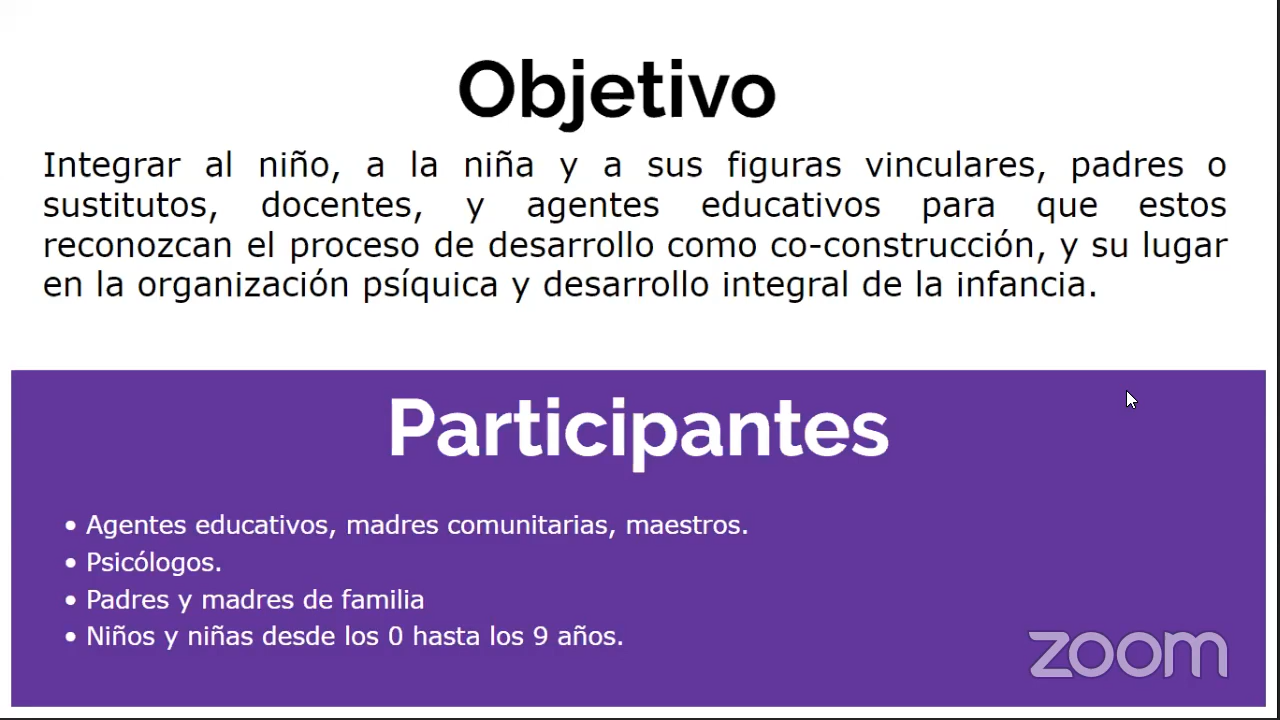 Objetivo
Integrar al niño, a la niña y a sus figuras vinculares, padres o
sustitutos, docentes, y agentes educativos para que estos
reconozcan el proceso de desarrollo como co-construcción, y su lugar
en la organización psíquica y desarrollo integral de la infancia.
Participantes
• Agentes educativos, madres comunitarias, maestros.
• Psicólogos.
• Padres y madres de familia
• Niños y niñas desde los 0 hasta los 9 años.
zoom